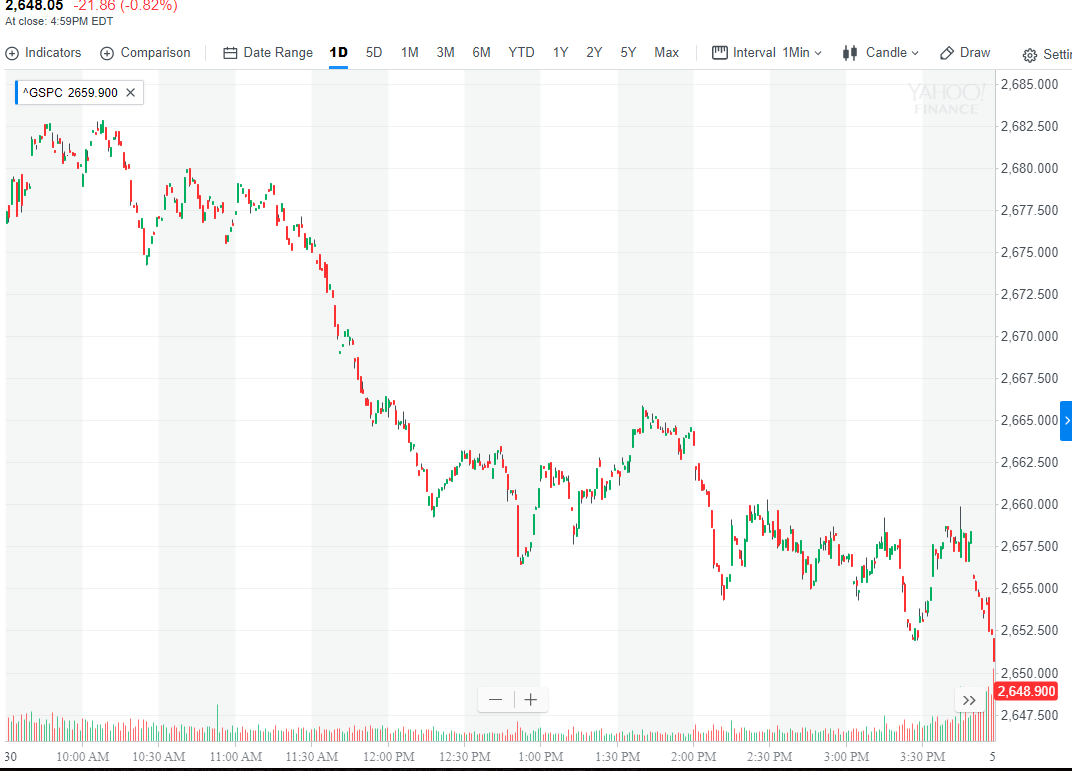 2,648.05 -21.86 (-0.82%)
At close: 4:59PM EDT
Indicators Comparison Date Range 1D 5D 1M 3M 6M YTD 1Y 2Y 5Y Max Interval 1Min Candle Draw Setti
^GSPC 2659.900
YAHOO!
FINANCE
2,685.000
2,682.500
2,680.000
2,677.500
2,675.000
2,672.500
2,670.000
2,667.500
2,665.000
2,662.500
2,660.000
2,657.500
2,655.000
2,652.500
2,650.000
2,648.900
2,647.500
30 10:00 AM 10:30 AM 11:00 AM 11:30 AM 12:00 PM 12:30 PM 1:00 PM 1:30 PM 2:00 PM 2:30 PM 3:00 PM 3:30 PM 5